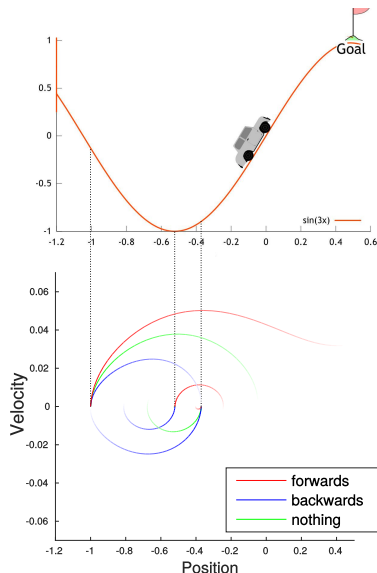 1
0.5
0
-0.5
-1
-1.2 -1 -0.8 -0.6 -0.4 -0.2 0 0.2 0.4 0.6
Goal
sin(3x)
0.06
0.04
0.02
0
-0.02
-0.04
-0.06
Velocity
forwards
backwards
nothing
-1.2 -1 -0.8 -0.6 -0.4 -0.2 0 0.2 0.4
Position